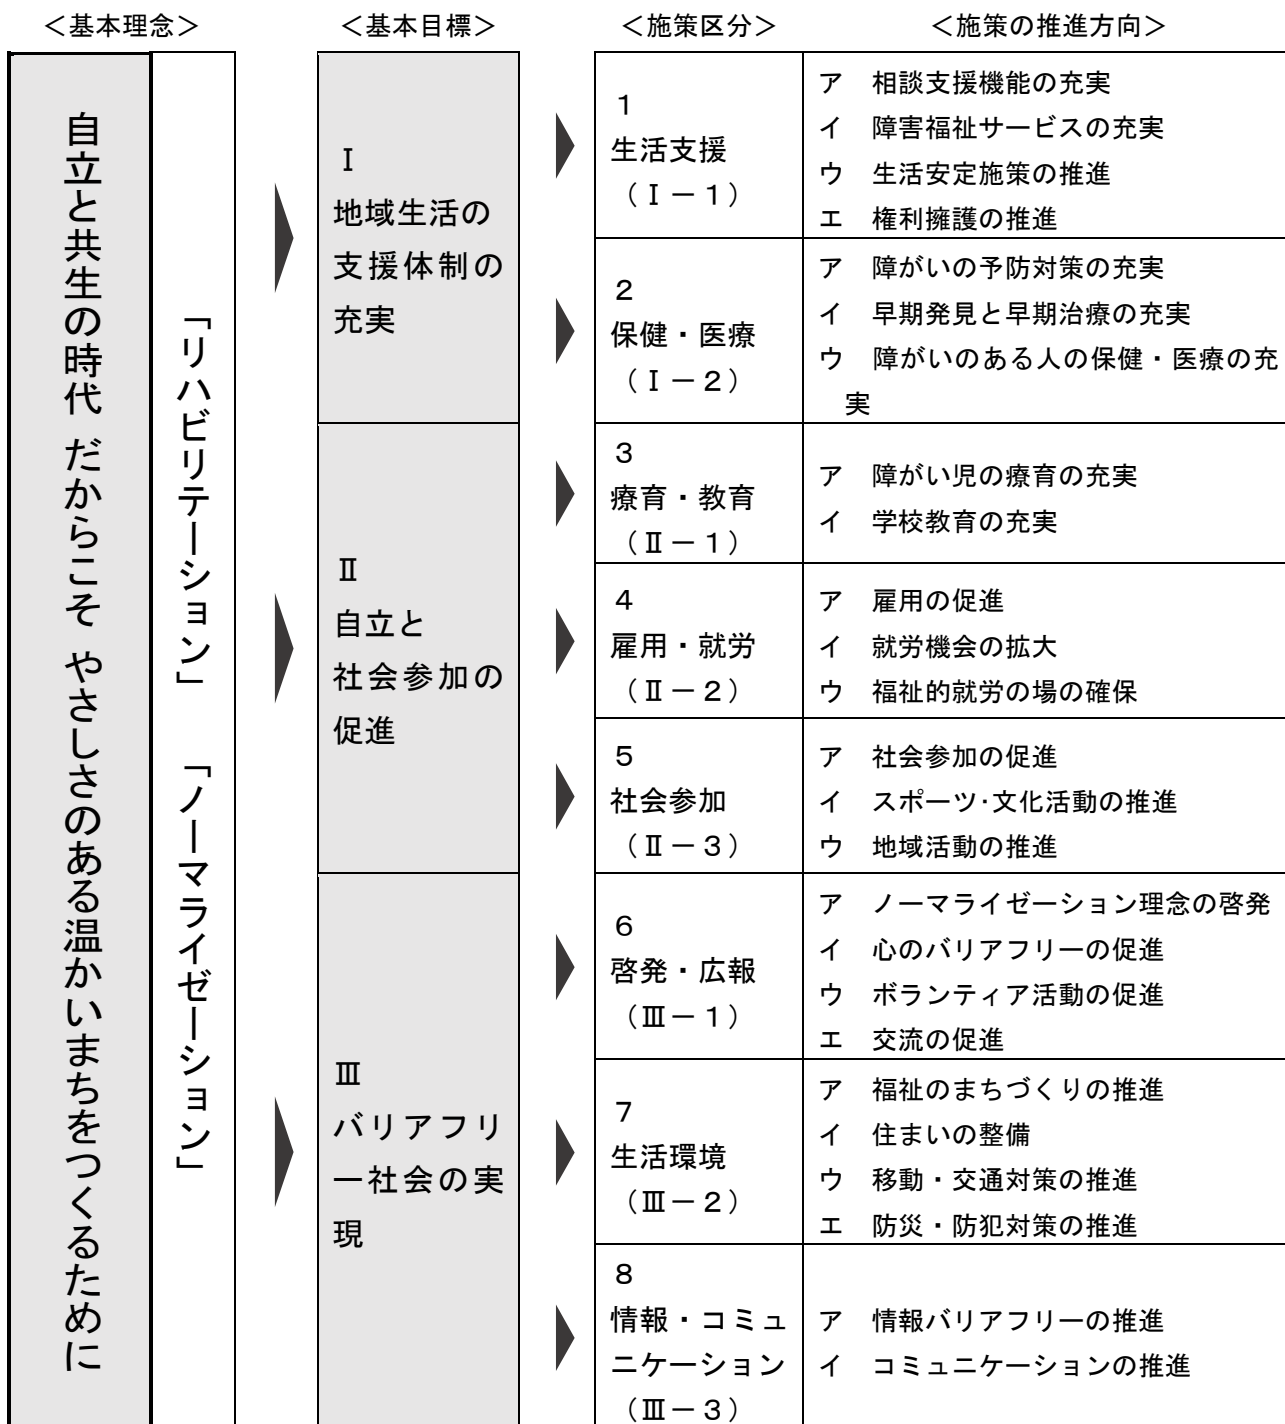 ＜基本理念＞
＜基本目標＞
＜施策区分＞
＜施策の推進方向＞
自立と共生の時代 だからこそ やさしさのある温かいまちをつくるために
「リハビリテーション」 「ノーマライゼーション」
Ⅰ
地域生活の
支援体制の
充実
１
生活支援
（Ⅰ－１）
ア 相談支援機能の充実
イ 障害福祉サービスの充実
ウ 生活安定施策の推進
エ 権利擁護の推進
２
保健・医療
（Ⅰ－２）
ア 障がいの予防対策の充実
イ 早期発見と早期治療の充実
ウ 障がいのある人の保健・医療の充
実
Ⅱ
自立と
社会参加の
促進
３
療育・教育
（Ⅱ－１）
ア 障がい児の療育の充実
イ 学校教育の充実
４
雇用・就労
（Ⅱ－２）
ア 雇用の促進
イ 就労機会の拡大
ウ 福祉的就労の場の確保
５
社会参加
（Ⅱ－３）
ア 社会参加の促進
イ スポーツ･文化活動の推進
ウ 地域活動の推進
Ⅲ
バリアフリ
ー社会の実
現
６
啓発・広報
（Ⅲ－１）
ア ノーマライゼーション理念の啓発
イ 心のバリアフリーの促進
ウ ボランティア活動の促進
エ 交流の促進
７
生活環境
（Ⅲ－２）
ア 福祉のまちづくりの推進
イ 住まいの整備
ウ 移動・交通対策の推進
エ 防災・防犯対策の推進
８
情報・コミュ
ニケーション
（Ⅲ－３）
ア 情報バリアフリーの推進
イ コミュニケーションの推進